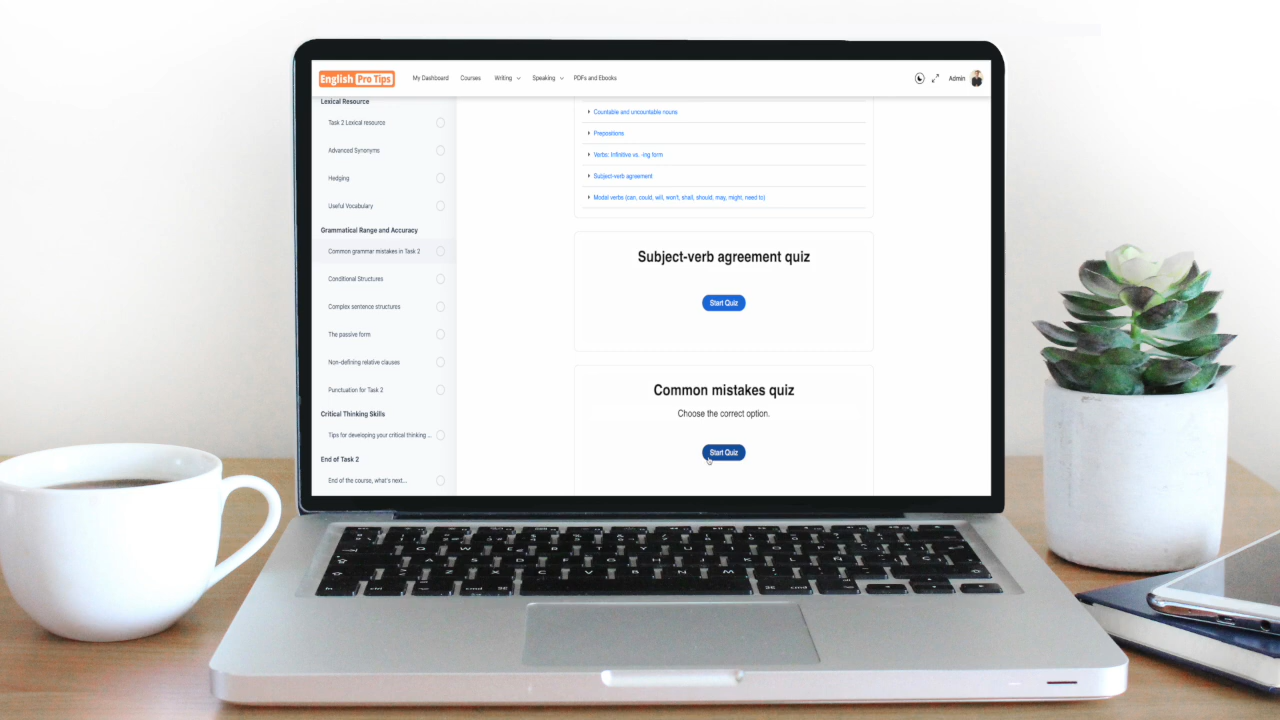 English Pro Tips
My Dashboard
Courses
Writing
Speaking
PDFs and Ebooks
Admin
Lexical Resource
Task 2 Lexical resource
Advanced Synonyms
Hedging
Useful Vocabulary
Grammatical Range and Accuracy
Common grammar mistakes in Task 2
Conditional Structures
Complex sentence structures
The passive form
Non-defining relative clauses
Punctuation for Task 2
Critical Thinking Skills
Tips for developing your critical thinking ...
End of Task 2
End of the course, what's next...
Countable and uncountable nouns
Prepositions
Verbs: Infinitive vs. -ing form
Subject-verb agreement
Modal verbs (can, could, will, won't, shall, should, may, might, need to)
Subject-verb agreement quiz
Start Quiz
Common mistakes quiz
Choose the correct option.
Start Quiz